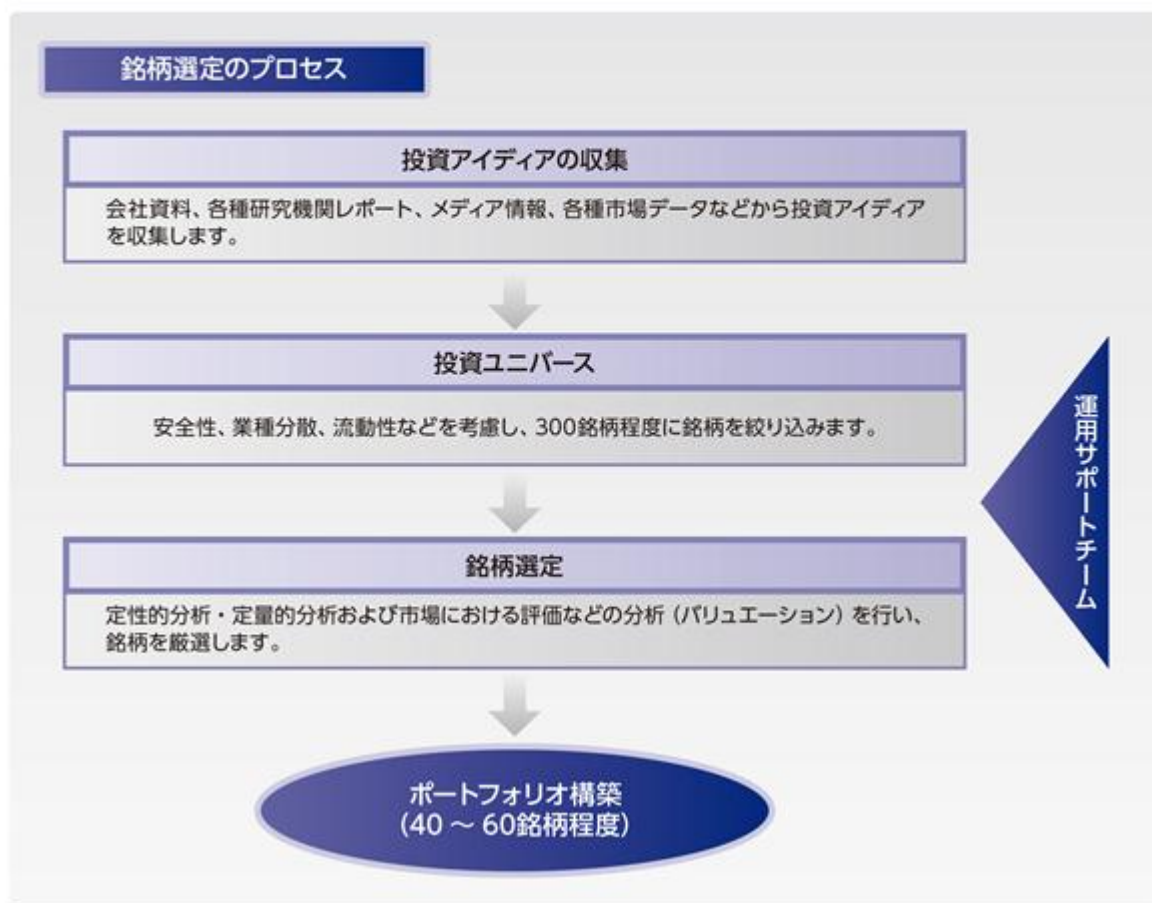 銘柄選定のプロセス
投資アイディアの収集
会社資料、各種研究機関レポート、メディア情報、各種市場データなどから投資アイディア
を収集します。
投資ユニバース
安全性、業種分散、流動性などを考慮し、300銘柄程度に銘柄を絞り込みます。
運用サポートチーム
銘柄選定
定性的分析・定量的分析および市場における評価などの分析（バリュエーション）を行い、
銘柄を厳選します。
ポートフォリオ構築
(40 ～ 60銘柄程度)